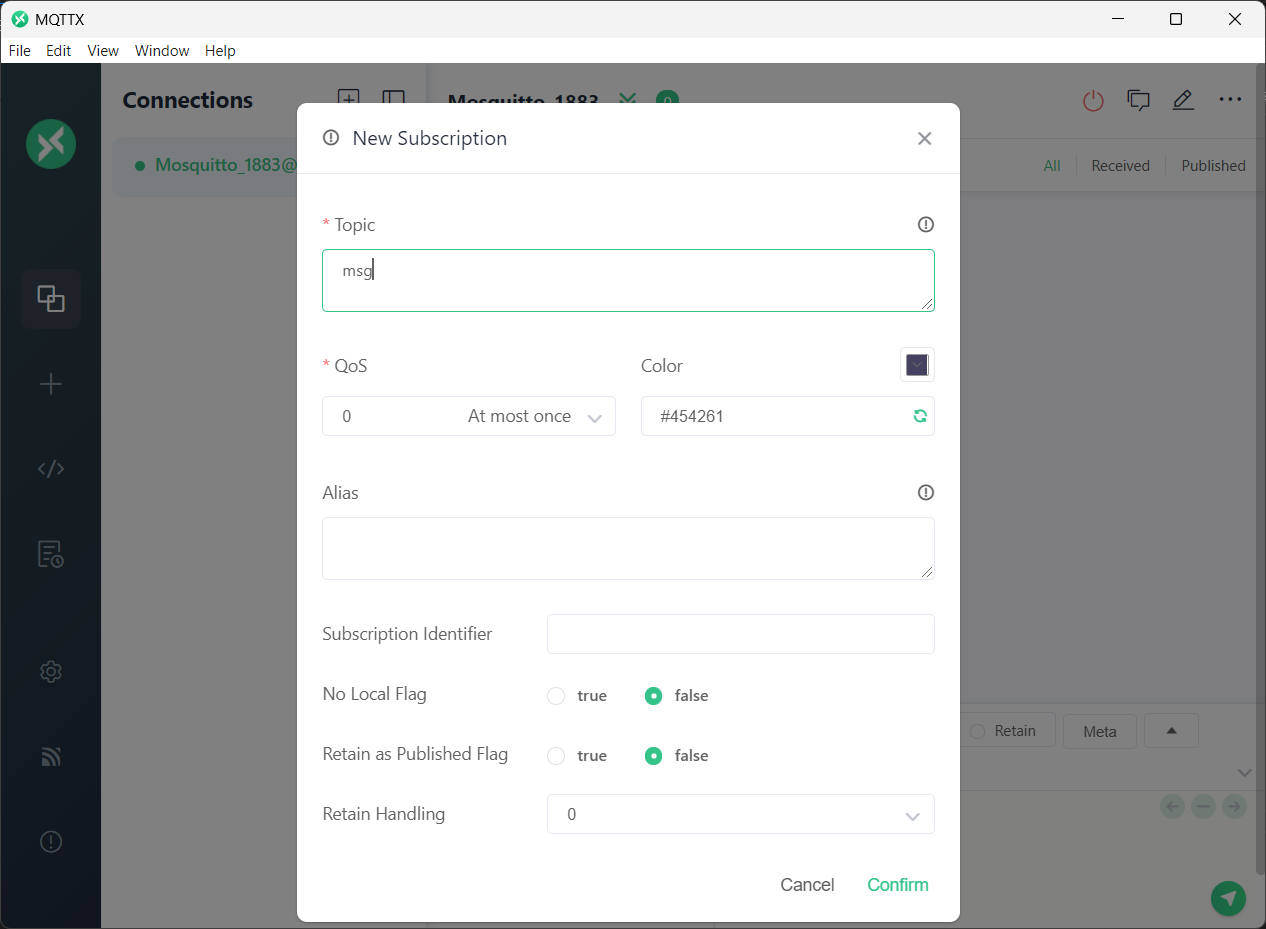 MQTTX
File Edit View Window Help
Connections
Mosquitto_1883
0
Mosquitto_1883@
All Received Published
New Subscription
* Topic
msg
* QoS
Color
0 At most once
#454261
Alias
Subscription Identifier
No Local Flag true false
Retain as Published Flag true false
Retain Handling 0
Retain Meta
Cancel Confirm